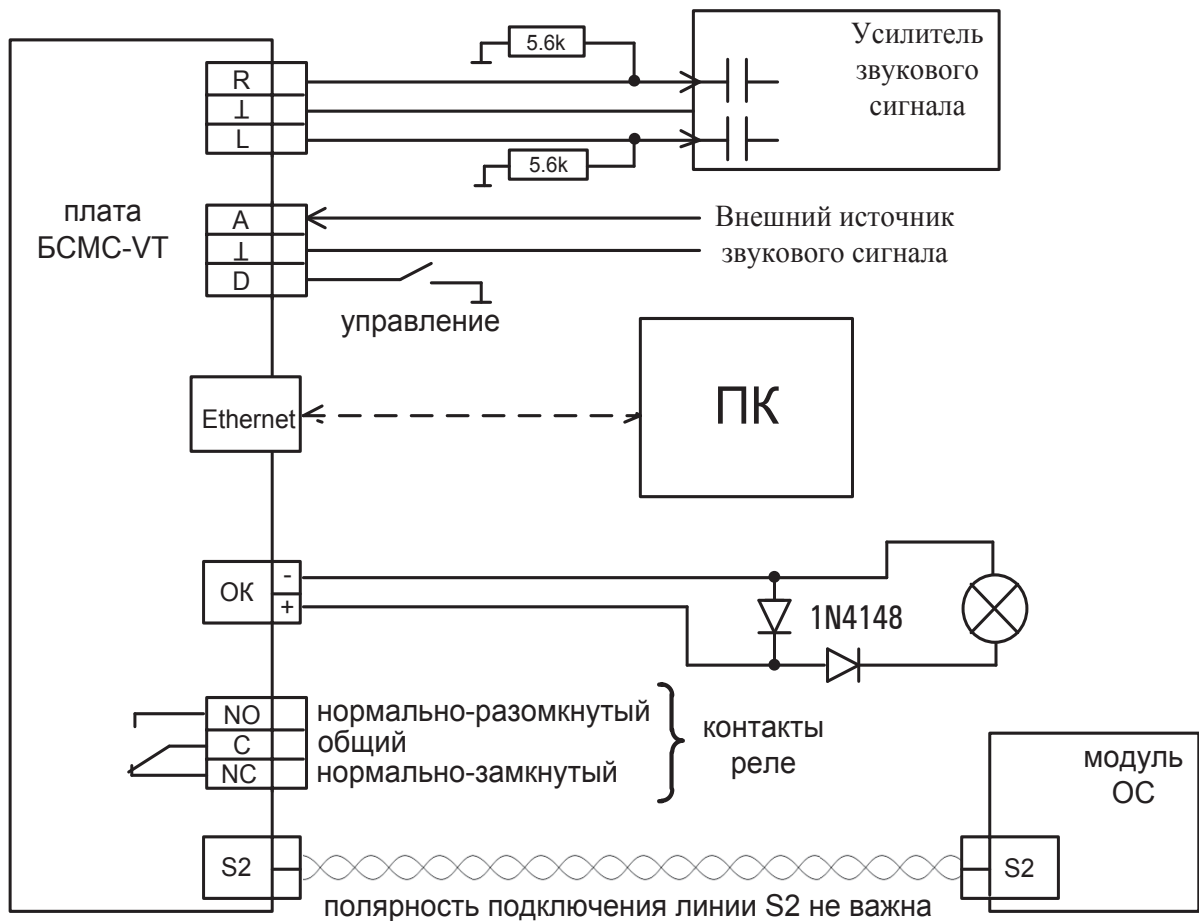 5.6k
Усилитель
звукового
сигнала
R
⊥
L
5.6k
плата
БСМС-VT
A
⊥
D
Внешний источник
звукового сигнала
управление
Ethernet
ПК
ОК
-
+
1N4148
NO
C
NC
нормально-разомкнутый
общий
нормально-замкнутый
контакты
реле
модуль
ОС
S2
S2
полярность подключения линии S2 не важна